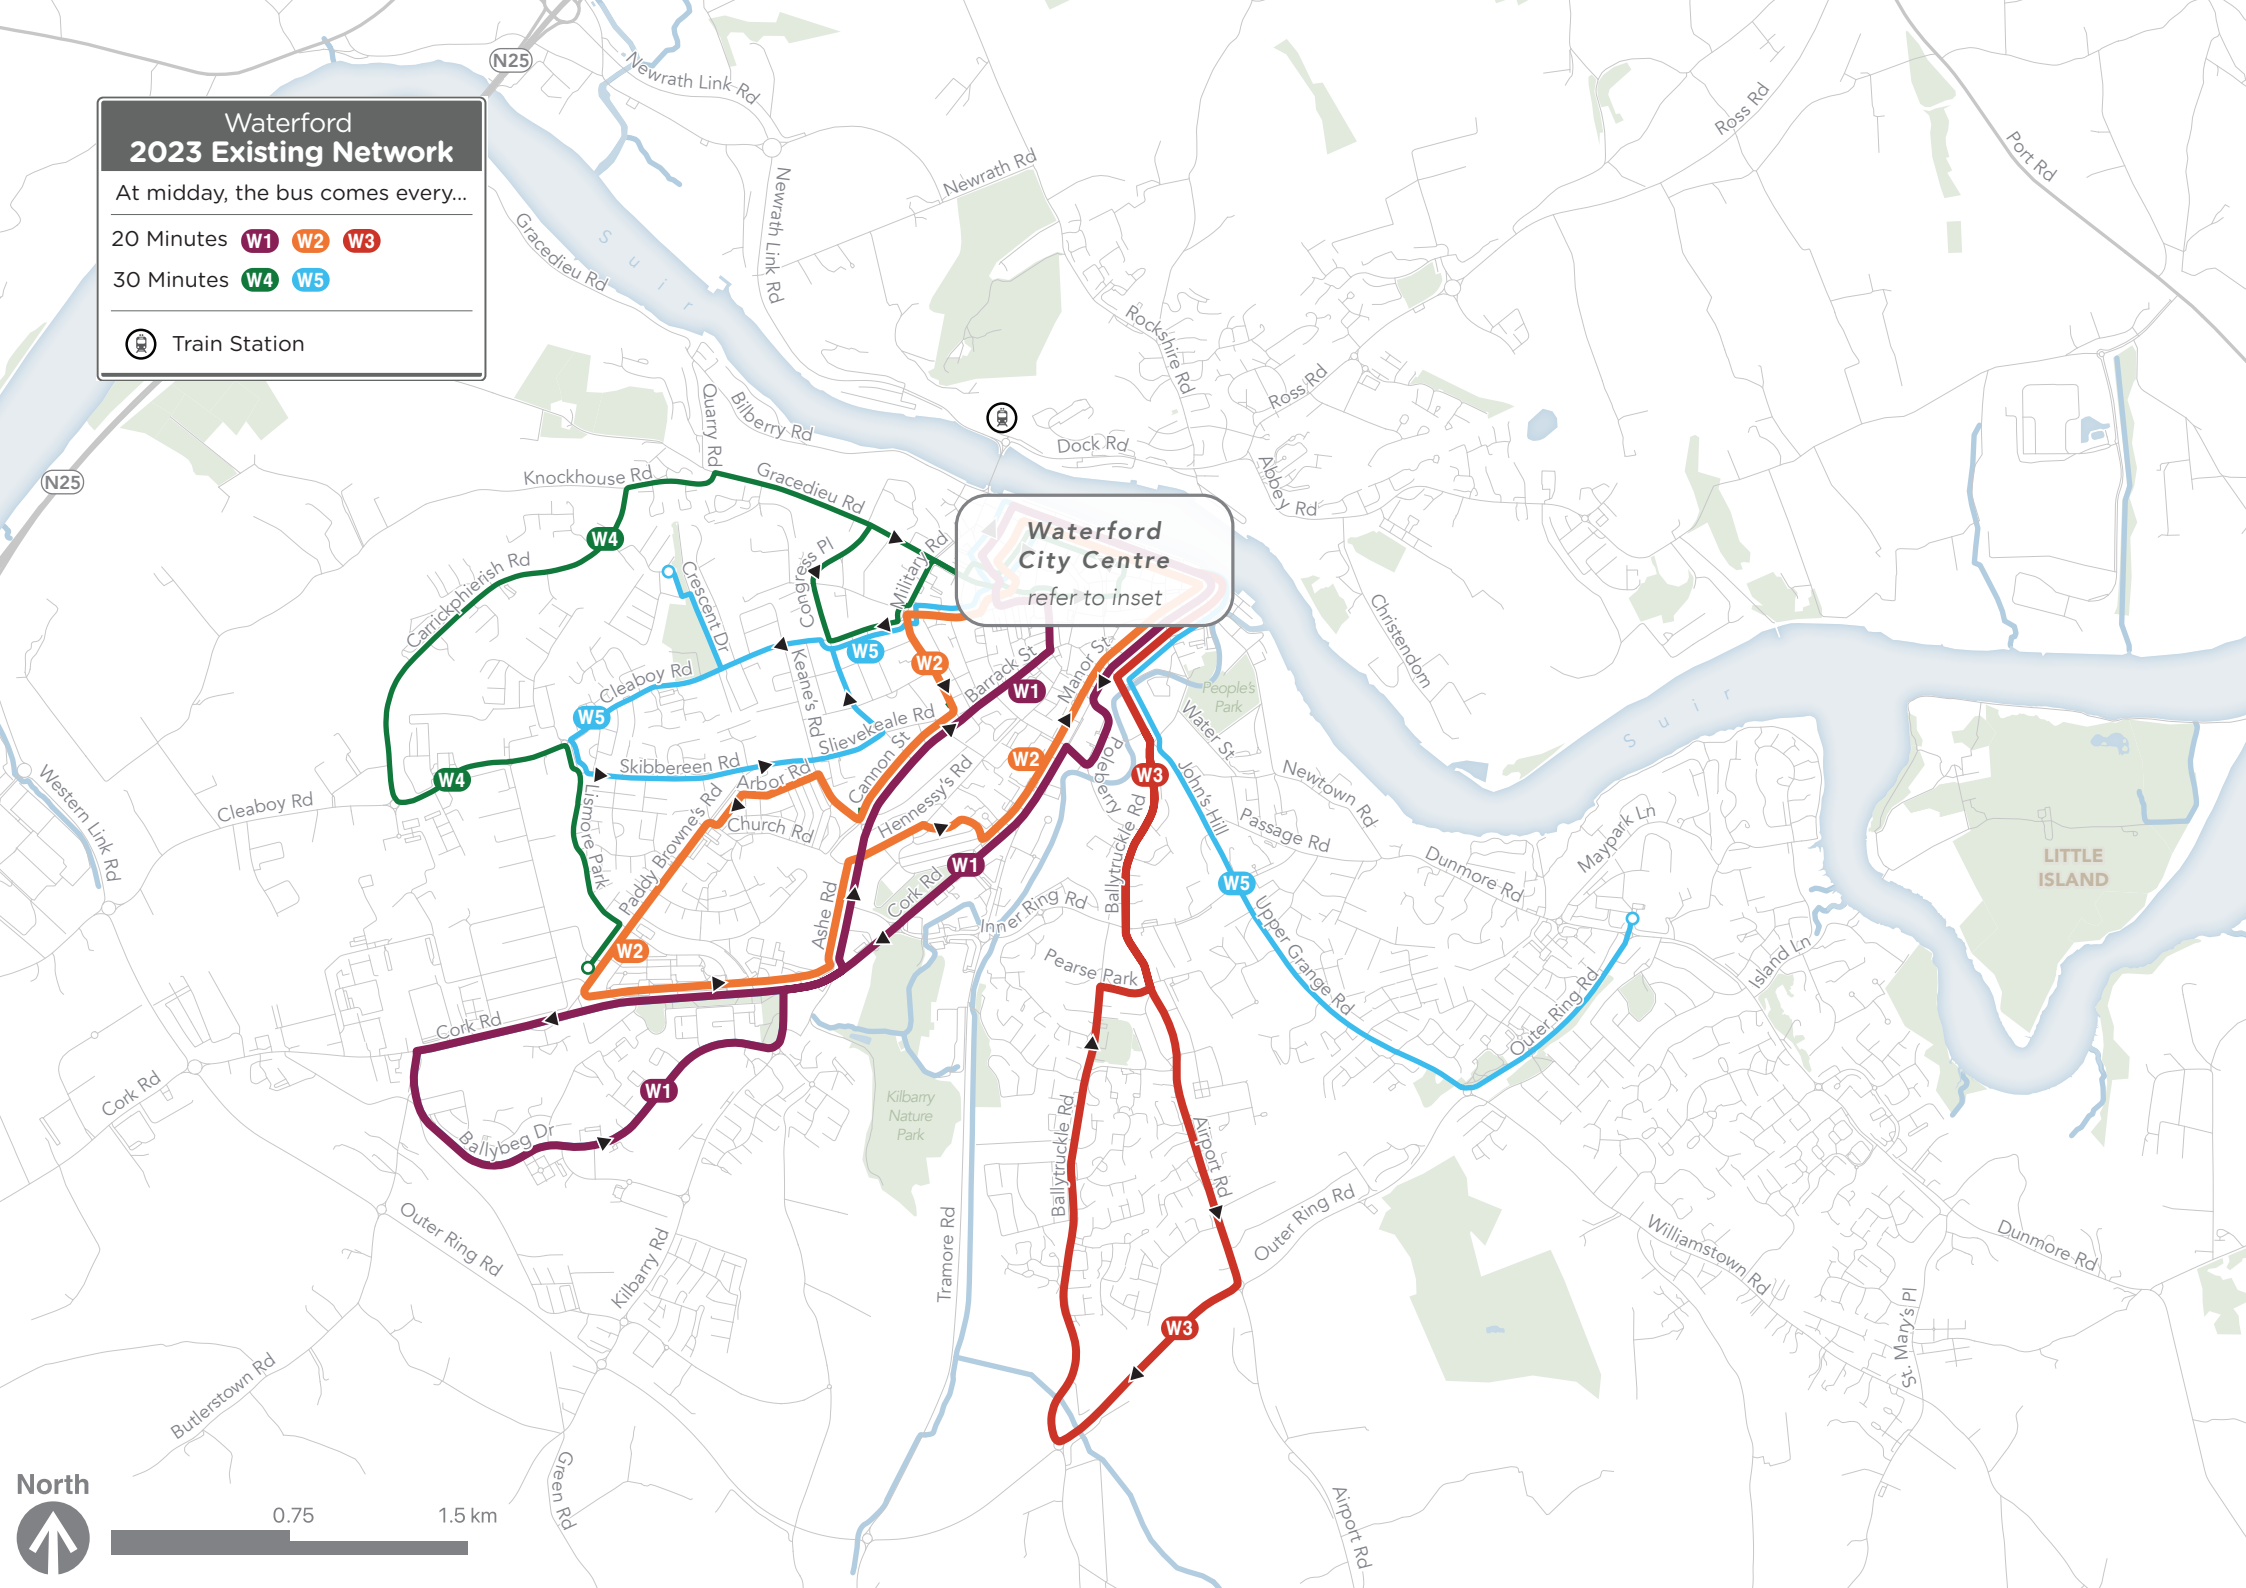 Waterford
2023 Existing Network
At midday, the bus comes every...
20 Minutes W1 W2 W3
30 Minutes W4 W5
Train Station
N25
Newrath Link Rd
Ross Rd
Port Rd
Newrath Rd
Newrath Link Rd
Gracedieu Rd
Suir
Rockshire Rd
Ross Rd
Quarry Rd
Bilberry Rd
Dock Rd
N25
Knockhouse Rd
Gracedieu Rd
Abbey Rd
W4
Waterford
City Centre
refer to inset
Carrickphierish Rd
Crescent Dr
Congress Pl
Military Rd
Christendom
Cleaboy Rd
Keane's Rd
W5
W2
Barrack St
Manor St
W1
People's
Park
W5
Slievekeale Rd
Water St
Suir
Skibbereen Rd
Arbor Rd
Cannon St
W2
Poleberry
W3
John's Hill
Newtown Rd
W4
Western Link Rd
Cleaboy Rd
Lismore Park
Paddy Browne's Rd
Church Rd
Hennessy's Rd
Ballytruckle Rd
Passage Rd
Maypark Ln
Dunmore Rd
LITTLE
ISLAND
W1
Cork Rd
W5
Ashe Rd
Inner Ring Rd
Upper Grange Rd
W2
Pearse Park
Island Ln
Outer Ring Rd
Cork Rd
Cork Rd
W1
Kilbarry
Nature
Park
Ballybeg Dr
Ballytruckle Rd
Airport Rd
Outer Ring Rd
Outer Ring Rd
Kilbarry Rd
Tramore Rd
Williamstown Rd
Dunmore Rd
St. Mary's Pl
W3
Butlerstown Rd
Green Rd
Airport Rd
North
0.75
1.5 km